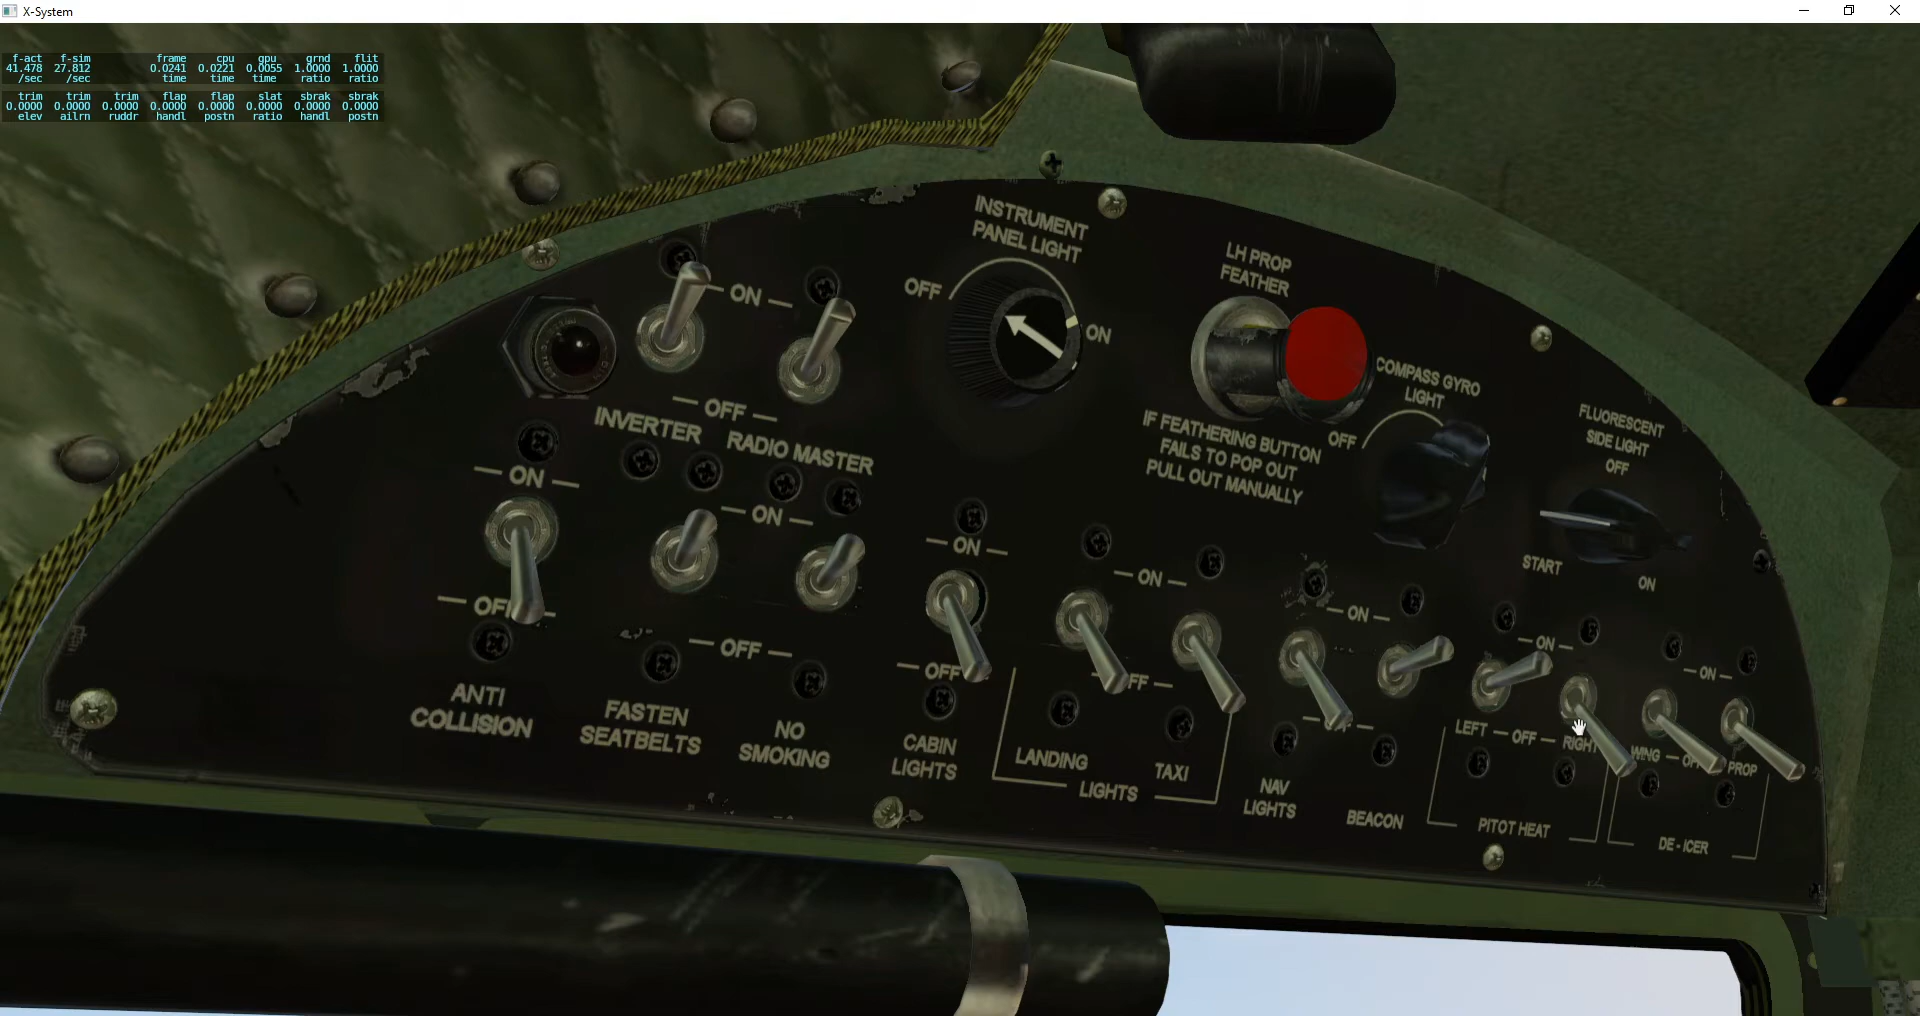 X-System
f-act f-sim frame cpu gpu grnd flit
41.478 27.812 0.0241 0.0221 0.0055 1.0000 1.0000
/sec /sec time time time ratio ratio
trim trim trim flap flap slat sbrak sbrak
0.0000 0.0000 0.0000 0.0000 0.0000 0.0000 0.0000 0.0000
elev ailrn ruddr handl postn ratio handl postn
INSTRUMENT
PANEL LIGHT
OFF
ON
LH PROP
FEATHER
IF FEATHERING BUTTON
FAILS TO POP OUT
PULL OUT MANUALLY
COMPASS GYRO
LIGHT
OFF
FLUORESCENT
SIDE LIGHT
OFF
START
ON
— ON —
— OFF —
INVERTER
RADIO MASTER
— ON —
— OFF —
ANTI
COLLISION
— ON —
— OFF —
FASTEN
SEATBELTS
NO
SMOKING
— ON —
— OFF —
CABIN
LIGHTS
— ON —
— OFF —
LANDING
TAXI
LIGHTS
— ON —
NAV
LIGHTS
BEACON
— ON —
LEFT — OFF — RIGHT
PITOT HEAT
— ON —
WING — OFF — PROP
DE - ICER